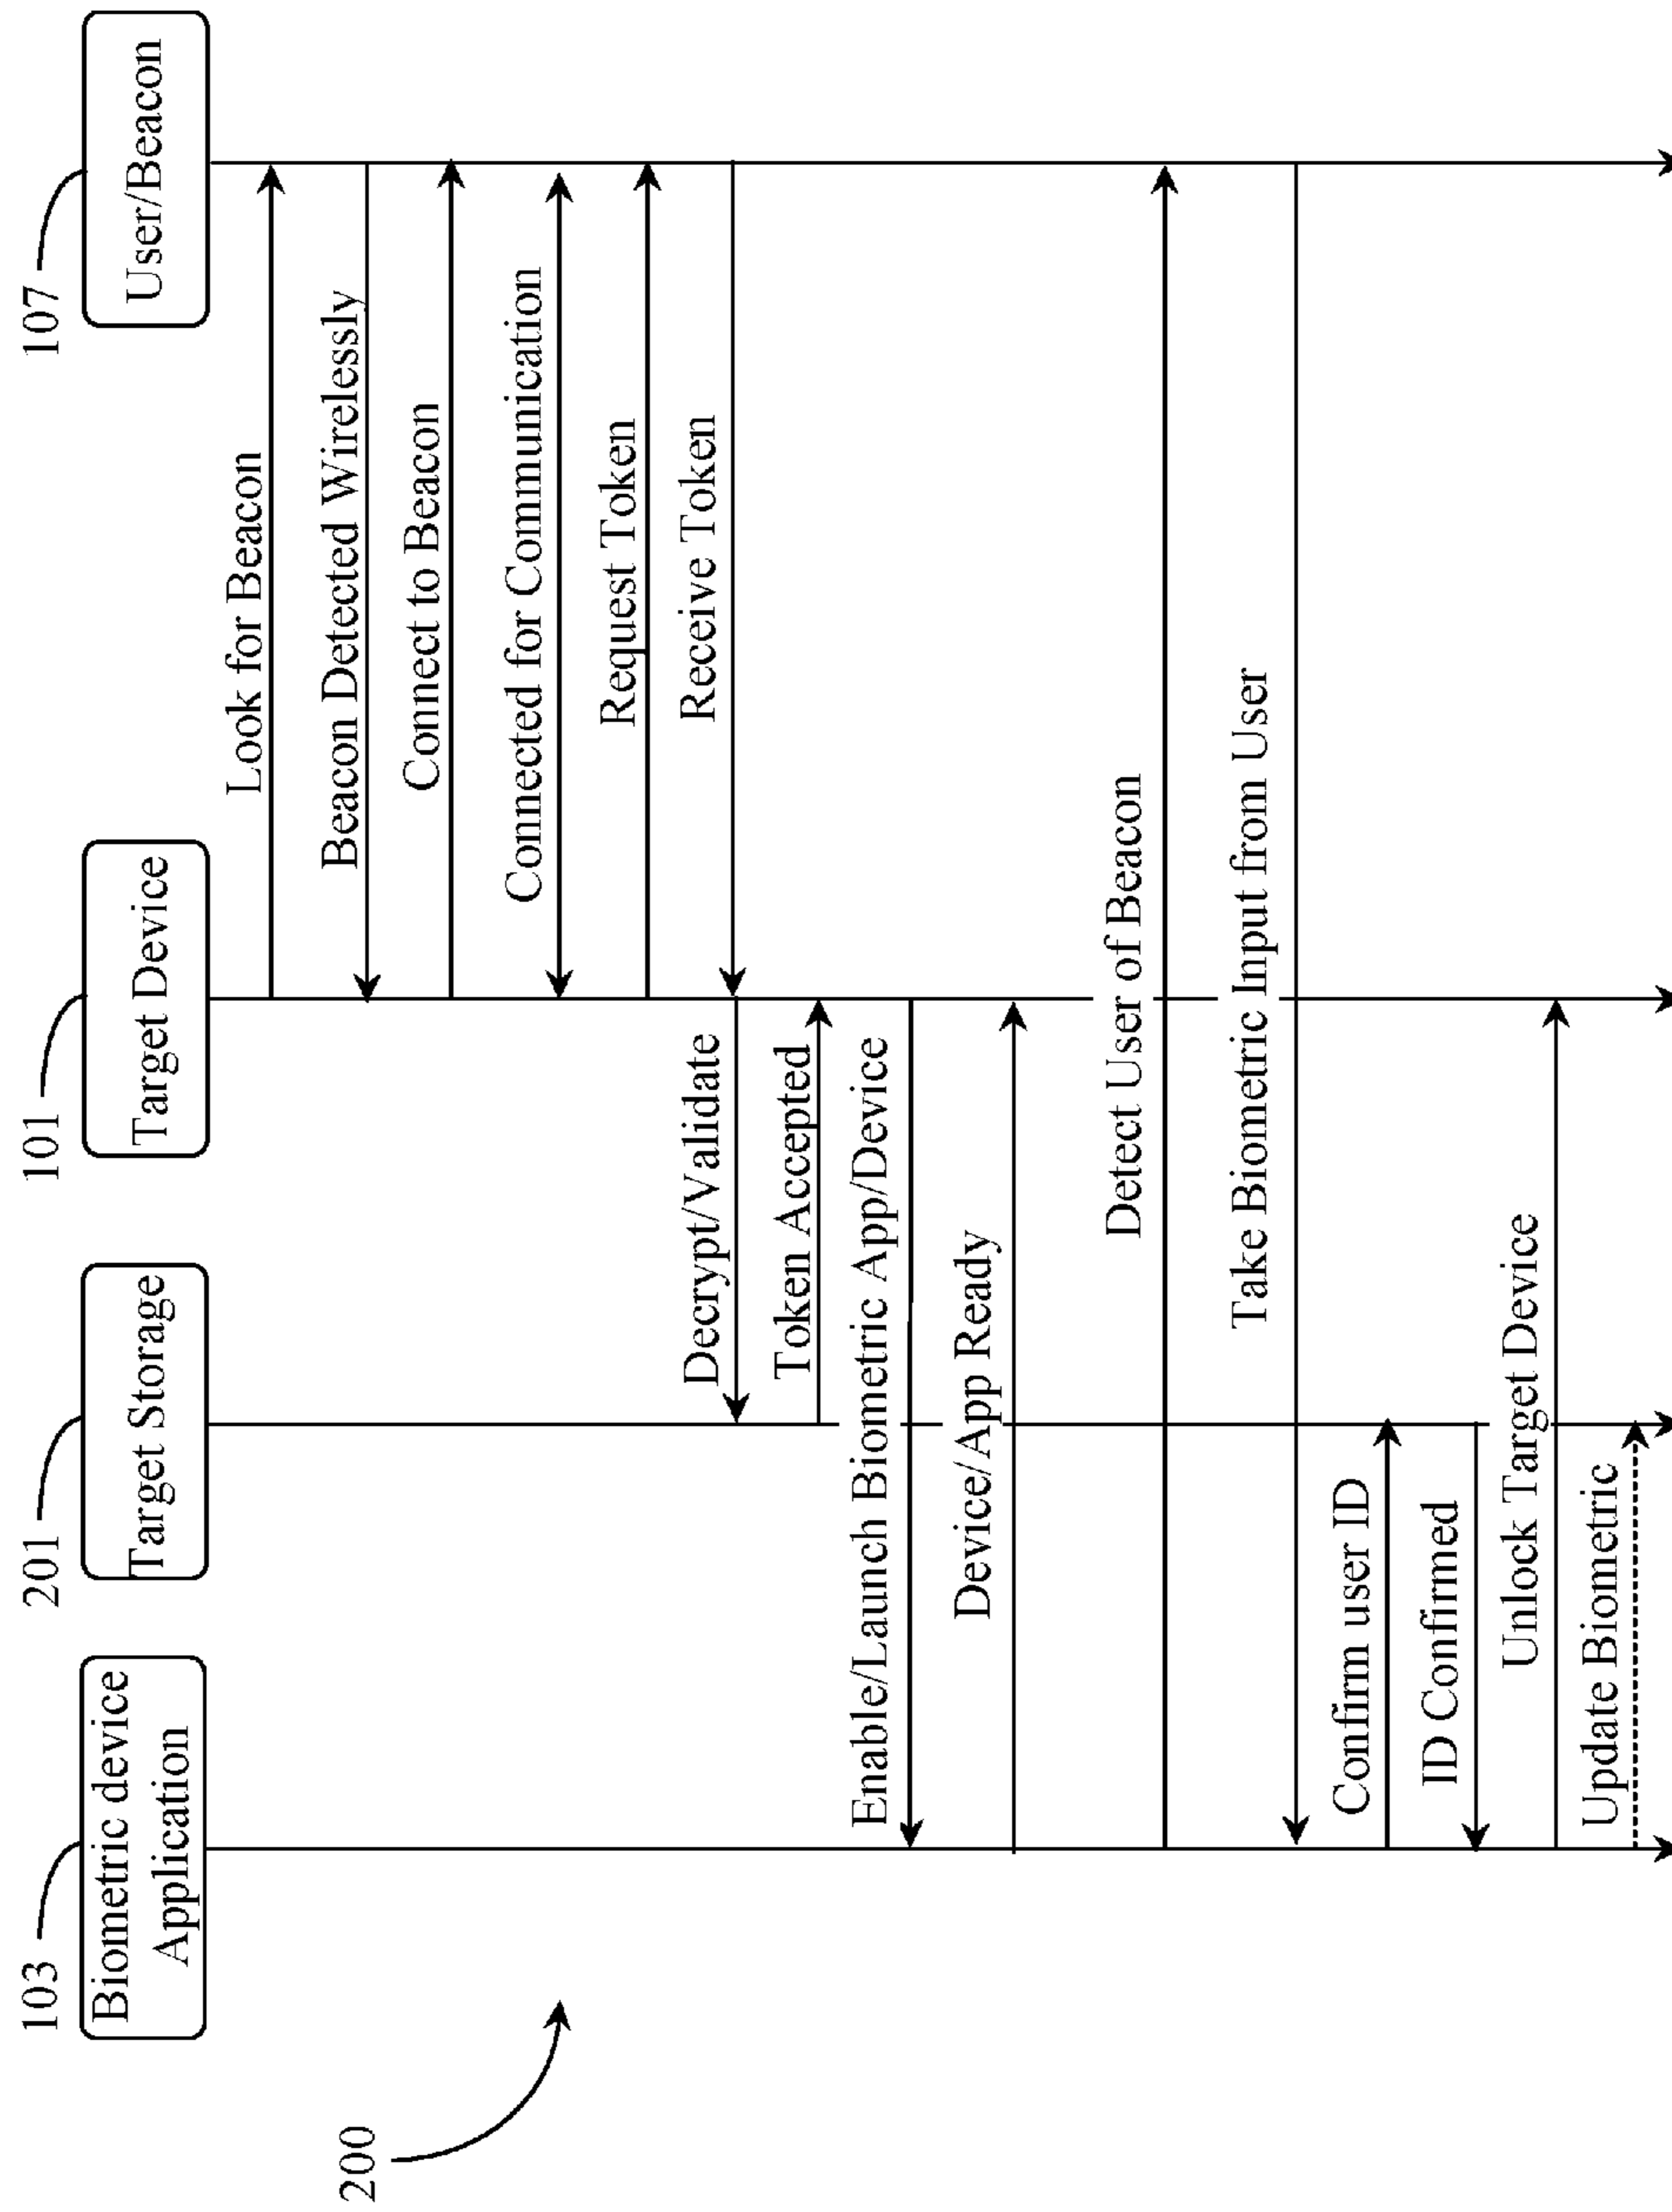 103
Biometric device
Application
201
Target Storage
101
Target Device
107
User/Beacon
200
Look for Beacon
Beacon Detected Wirelessly
Connect to Beacon
Connected for Communication
Request Token
Receive Token
Decrypt/Validate
Token Accepted
Enable/Launch Biometric App/Device
Device/App Ready
Detect User of Beacon
Take Biometric Input from User
Confirm user ID
ID Confirmed
Unlock Target Device
Update Biometric